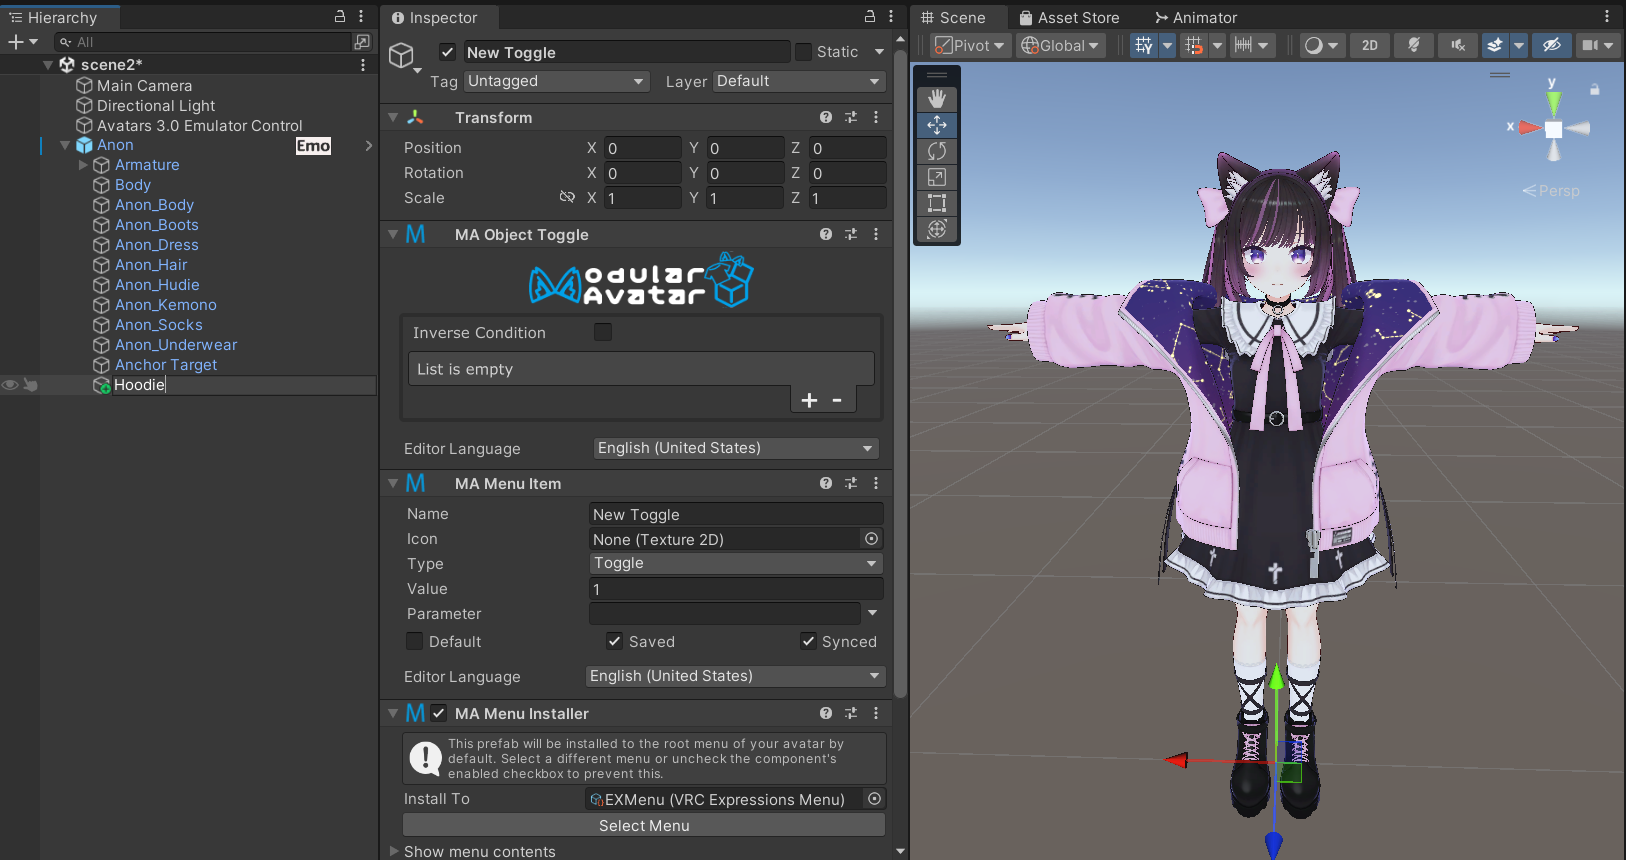 Hierarchy
All
scene2*
Main Camera
Directional Light
Avatars 3.0 Emulator Control
Anon
Emo
Armature
Body
Anon_Body
Anon_Boots
Anon_Dress
Anon_Hair
Anon_Hudie
Anon_Kemono
Anon_Socks
Anon_Underwear
Anchor Target
Hoodie
Inspector
New Toggle
Static
Tag Untagged
Layer Default
Transform
Position X 0 Y 0 Z 0
Rotation X 0 Y 0 Z 0
Scale X 1 Y 1 Z 1
MA Object Toggle
Modular
Avatar
Inverse Condition
List is empty
+ -
Editor Language English (United States)
MA Menu Item
Name New Toggle
Icon None (Texture 2D)
Type Toggle
Value 1
Parameter
Default Saved Synced
Editor Language English (United States)
MA Menu Installer
This prefab will be installed to the root menu of your avatar by
default. Select a different menu or uncheck the component's
enabled checkbox to prevent this.
Install To EXMenu (VRC Expressions Menu)
Select Menu
Show menu contents
Scene Asset Store Animator
Pivot Global 2D
y
x
Persp